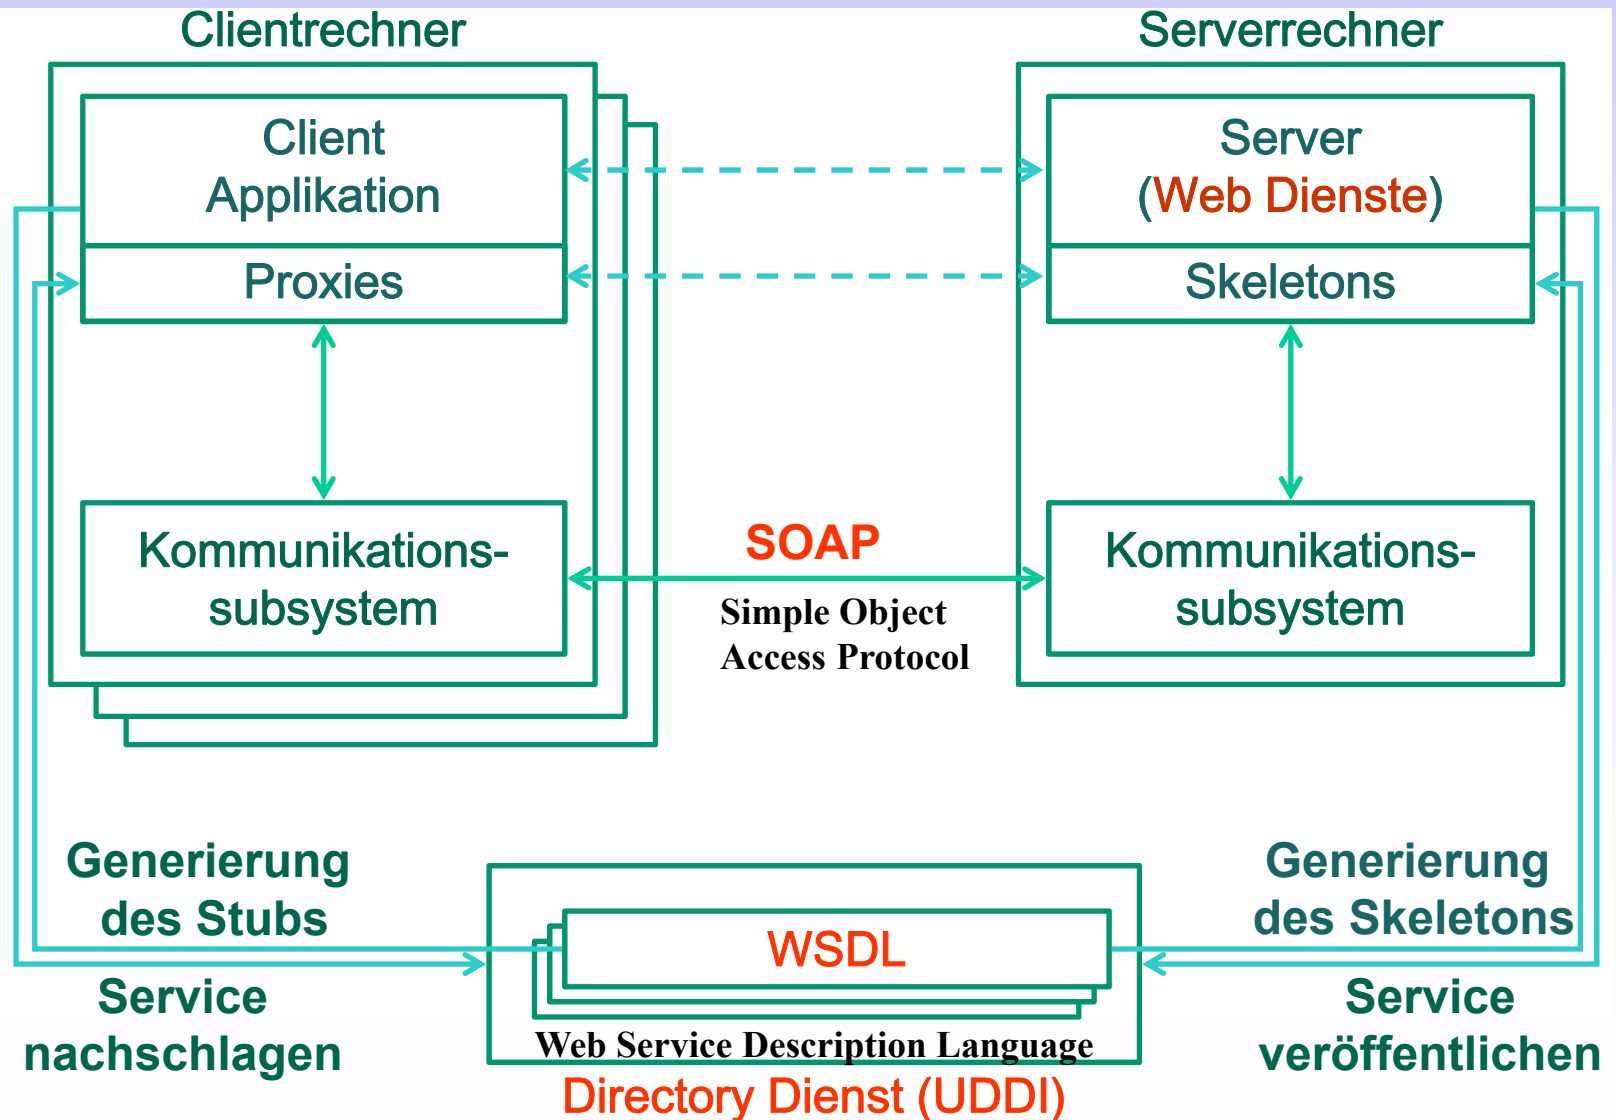 Clientrechner
Serverrechner
Client
Applikation
Proxies
Server
(Web Dienste)
Skeletons
Kommunikations-
subsystem
SOAP
Simple Object
Access Protocol
Kommunikations-
subsystem
Generierung
des Stubs
Service
nachschlagen
WSDL
Web Service Description Language
Directory Dienst (UDDI)
Generierung
des Skeletons
Service
veröffentlichen